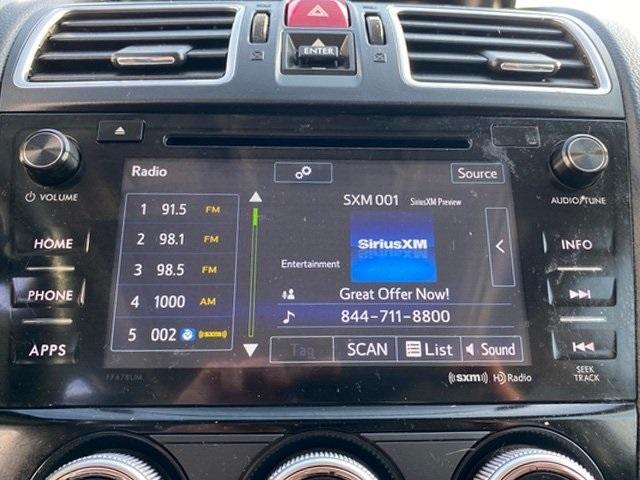 ENTER
VOLUME
AUDIO/TUNE
HOME
PHONE
APPS
INFO
SEEK
TRACK
Radio
Source
1 91.5 FM
2 98.1 FM
3 98.5 FM
4 1000 AM
5 002 ((sxm))
SXM 001 SiriusXM Preview
SiriusXM
Entertainment
Great Offer Now!
844-711-8800
Tag SCAN List Sound
FF678UM
((sxm)) HD Radio